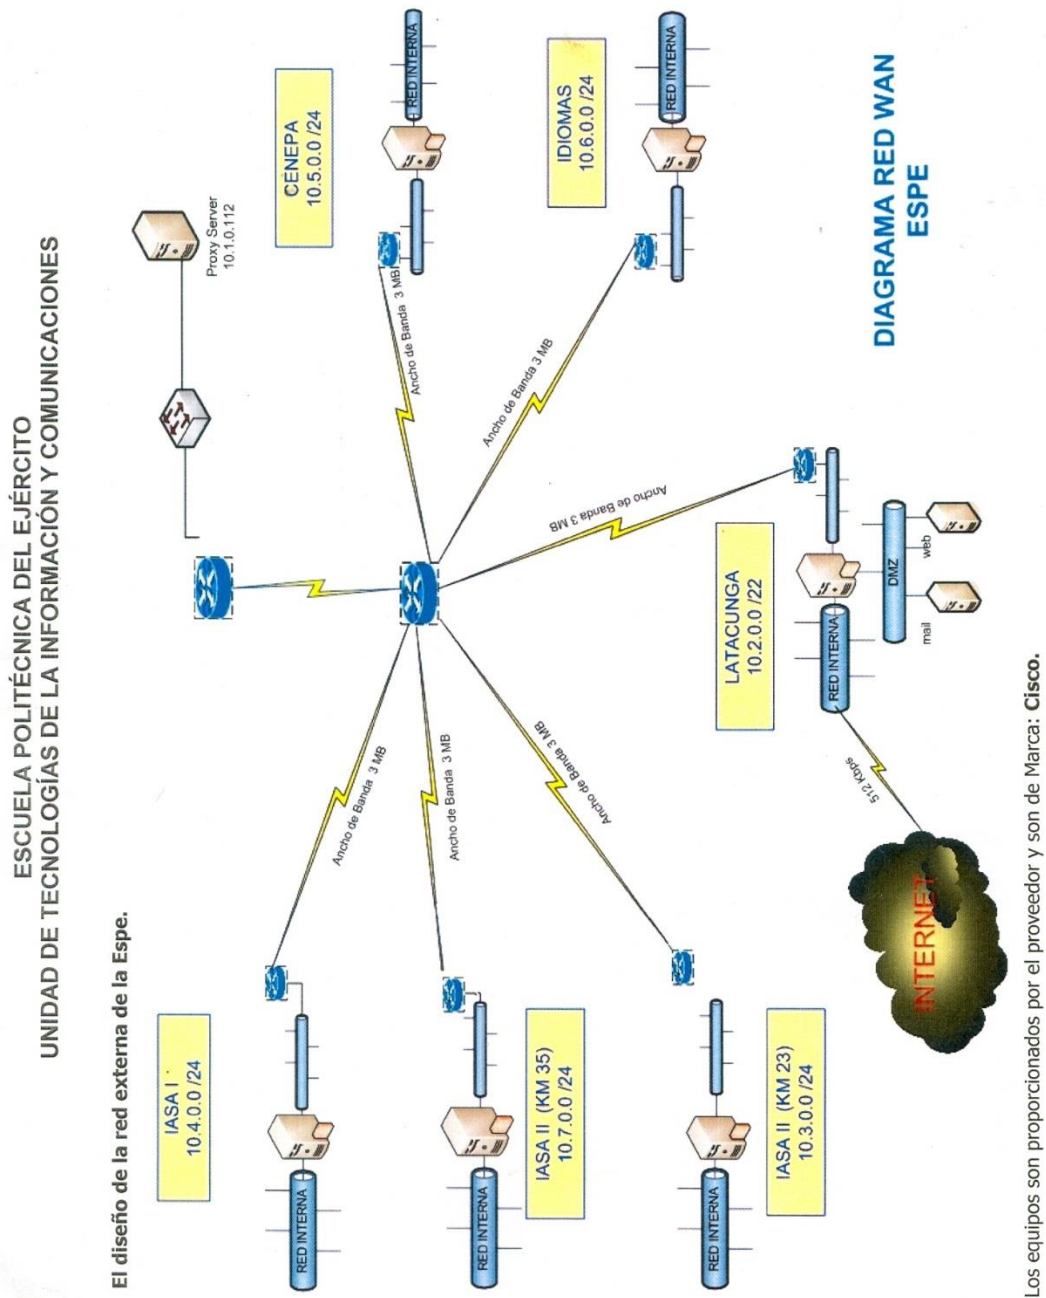 ESCUELA POLITÉCNICA DEL EJÉRCITO
UNIDAD DE TECNOLOGÍAS DE LA INFORMACIÓN Y COMUNICACIONES
El diseño de la red externa de la Espe.
Proxy Server
10.1.0.112
IASA I
10.4.0.0 /24
RED INTERNA
Ancho de Banda 3 MB
CENEPA
10.5.0.0 /24
RED INTERNA
Ancho de Banda 3 MB
IASA II (KM 35)
10.7.0.0 /24
RED INTERNA
Ancho de Banda 3 MB
IDIOMAS
10.6.0.0 /24
RED INTERNA
Ancho de Banda 3 MB
IASA II (KM 23)
10.3.0.0 /24
RED INTERNA
Ancho de Banda 3 MB
LATACUNGA
10.2.0.0 /22
RED INTERNA
Ancho de Banda 3 MB
DMZ
mail
web
512 Kbps
INTERNET
DIAGRAMA RED WAN
ESPE
Los equipos son proporcionados por el proveedor y son de Marca: Cisco.